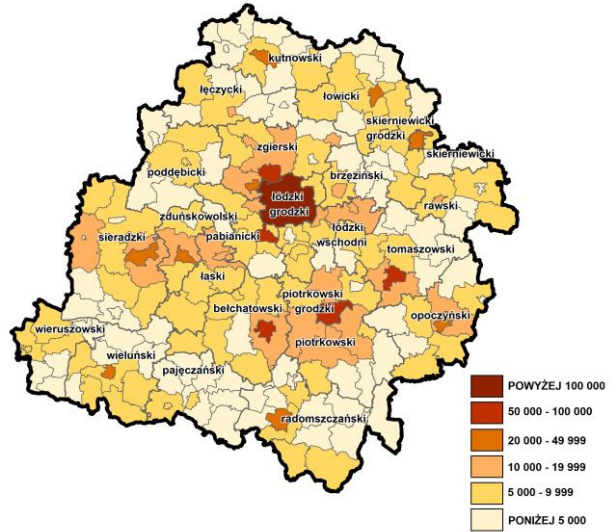 kutnowski
łęczycki
łowicki
skierniewicki
grodzki
skierniewicki
zgierski
brzeziński
poddębicki
łódzki
grodzki
rawski
zduńskowolski
sieradzki
pabianicki
łódzki
wschodni
tomaszowski
łaski
piotrkowski
grodzki
bełchatowski
opoczyński
wieruszowski
piotrkowski
wieluński
pajęczański
radomszczański
POWYŻEJ 100 000
50 000 - 100 000
20 000 - 49 999
10 000 - 19 999
5 000 - 9 999
PONIŻEJ 5 000